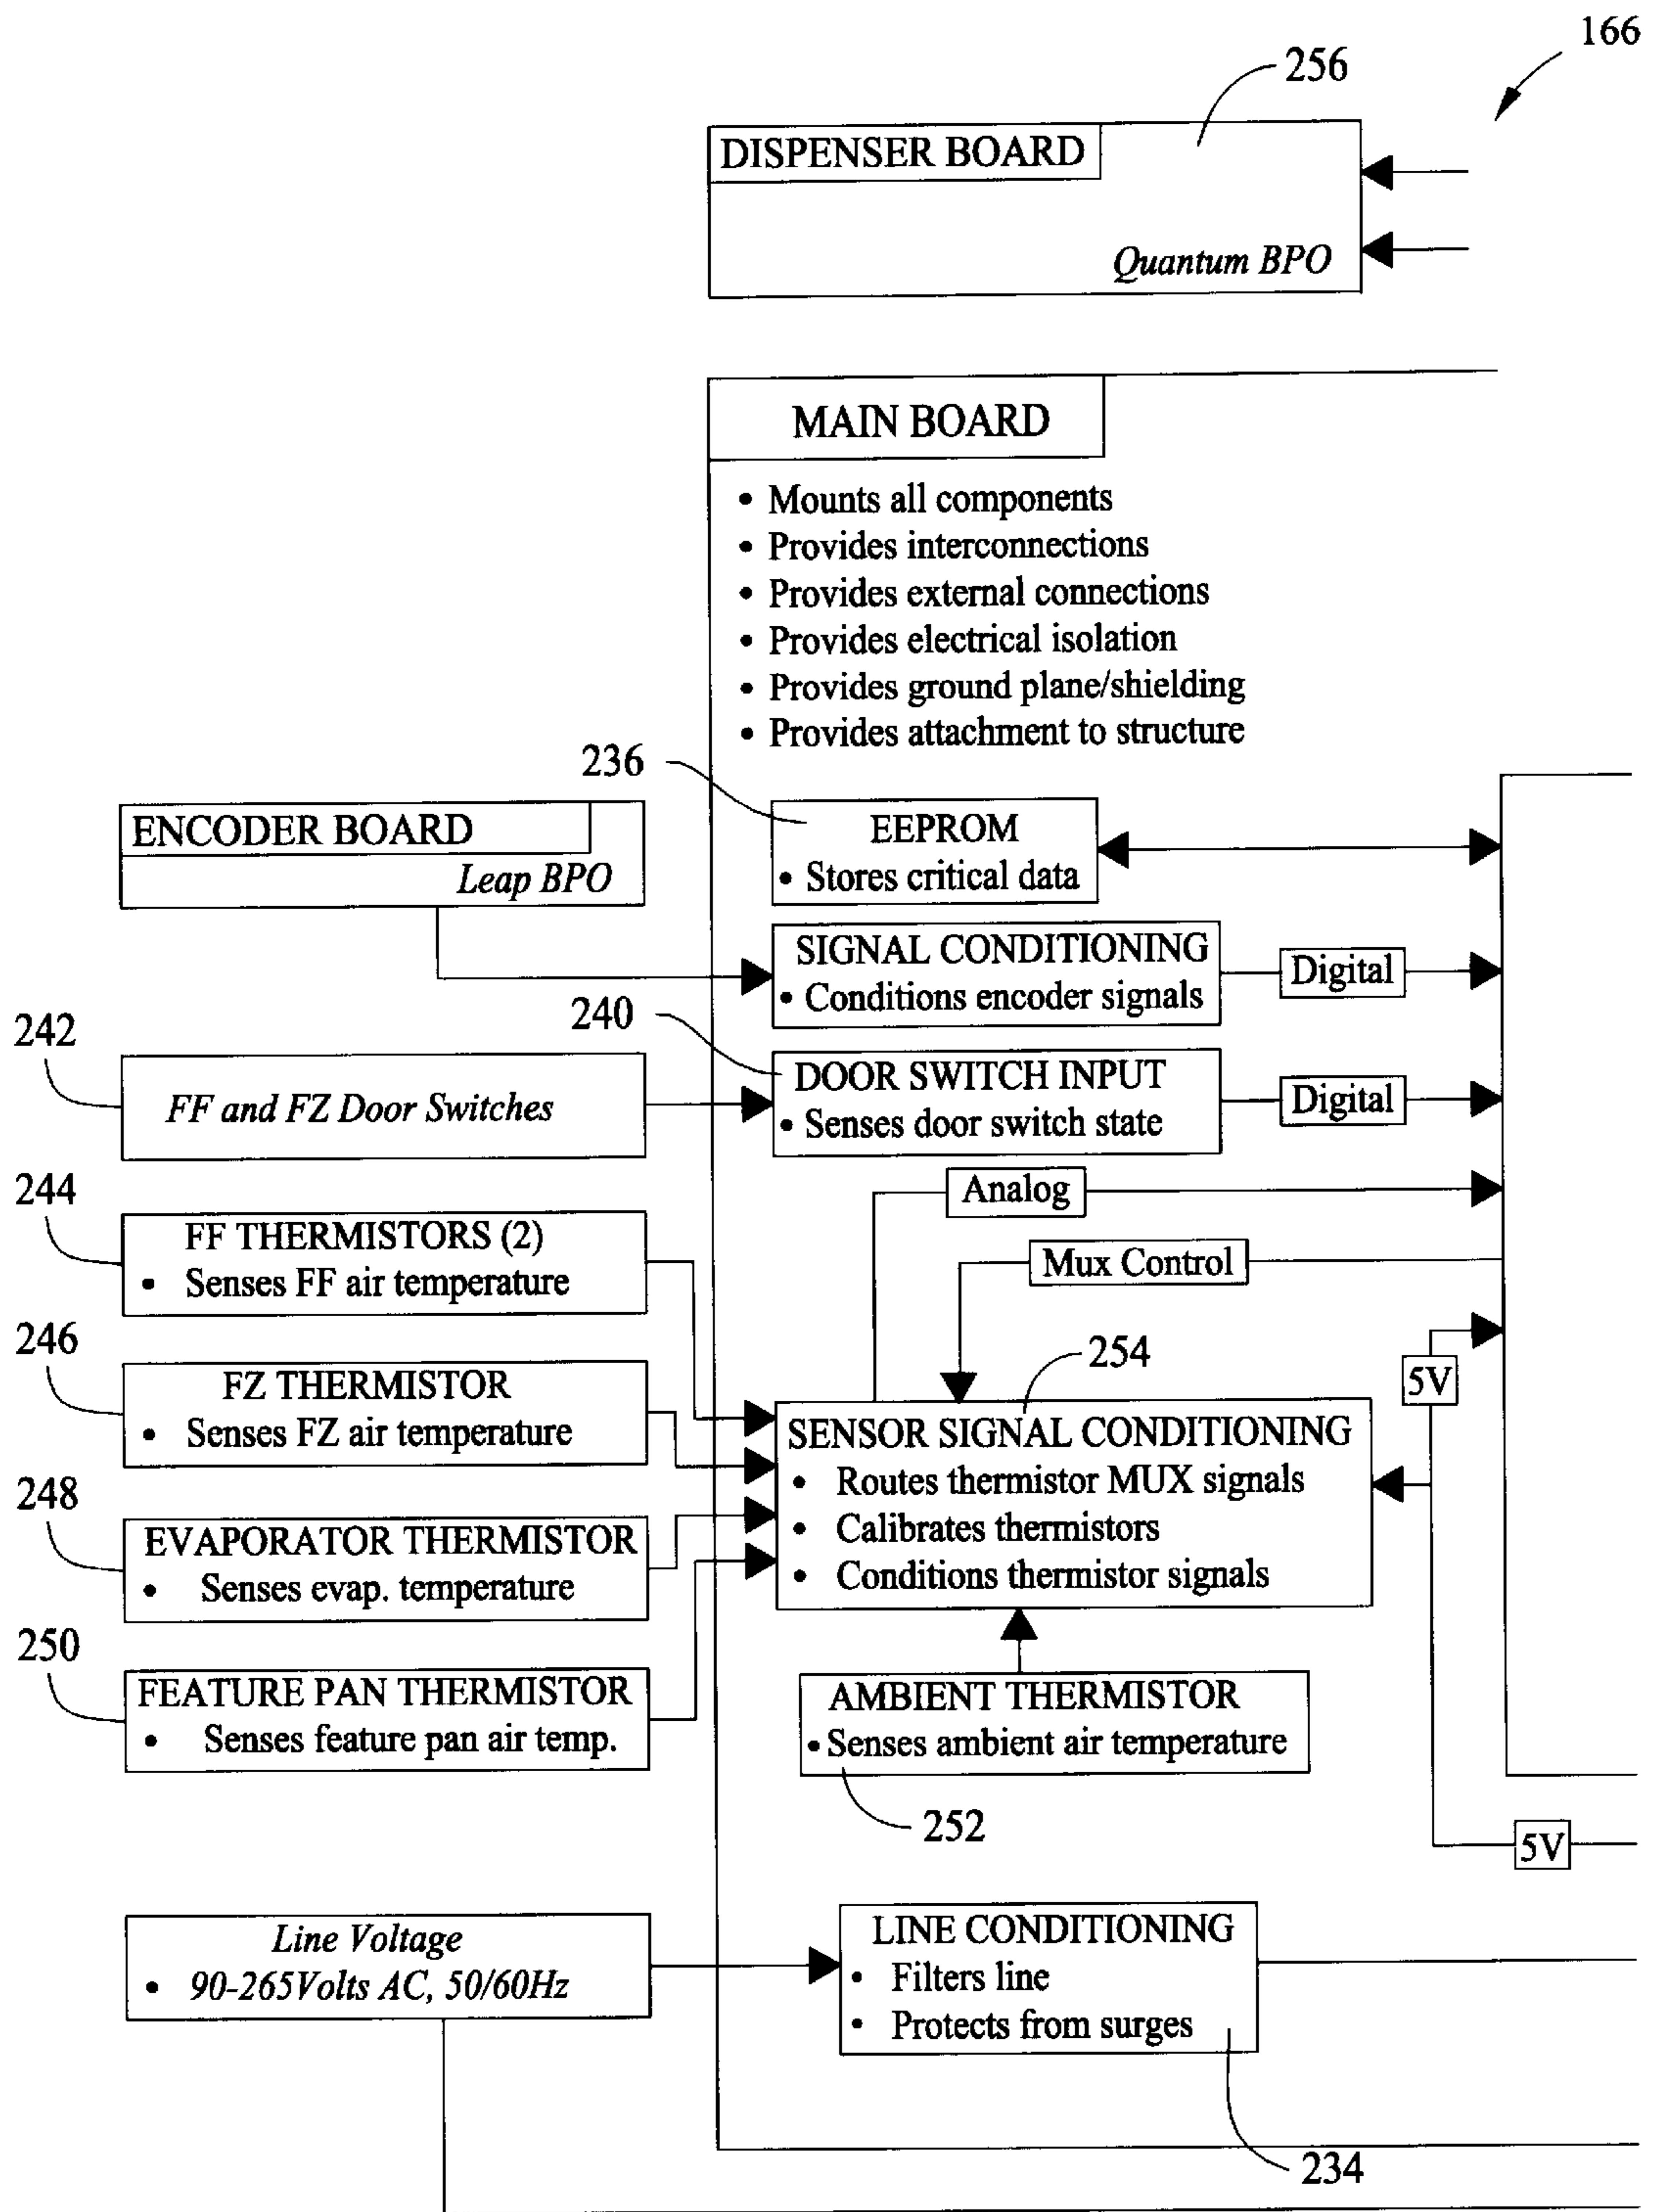 166
256
DISPENSER BOARD
Quantum BPO
MAIN BOARD
• Mounts all components
• Provides interconnections
• Provides external connections
• Provides electrical isolation
• Provides ground plane/shielding
• Provides attachment to structure
236
ENCODER BOARD
Leap BPO
EEPROM
• Stores critical data
SIGNAL CONDITIONING
• Conditions encoder signals
Digital
240
242
FF and FZ Door Switches
DOOR SWITCH INPUT
• Senses door switch state
Digital
244
FF THERMISTORS (2)
• Senses FF air temperature
Analog
Mux Control
246
FZ THERMISTOR
• Senses FZ air temperature
254
5V
SENSOR SIGNAL CONDITIONING
• Routes thermistor MUX signals
• Calibrates thermistors
• Conditions thermistor signals
248
EVAPORATOR THERMISTOR
• Senses evap. temperature
250
FEATURE PAN THERMISTOR
• Senses feature pan air temp.
AMBIENT THERMISTOR
• Senses ambient air temperature
252
5V
Line Voltage
• 90-265Volts AC, 50/60Hz
LINE CONDITIONING
• Filters line
• Protects from surges
234